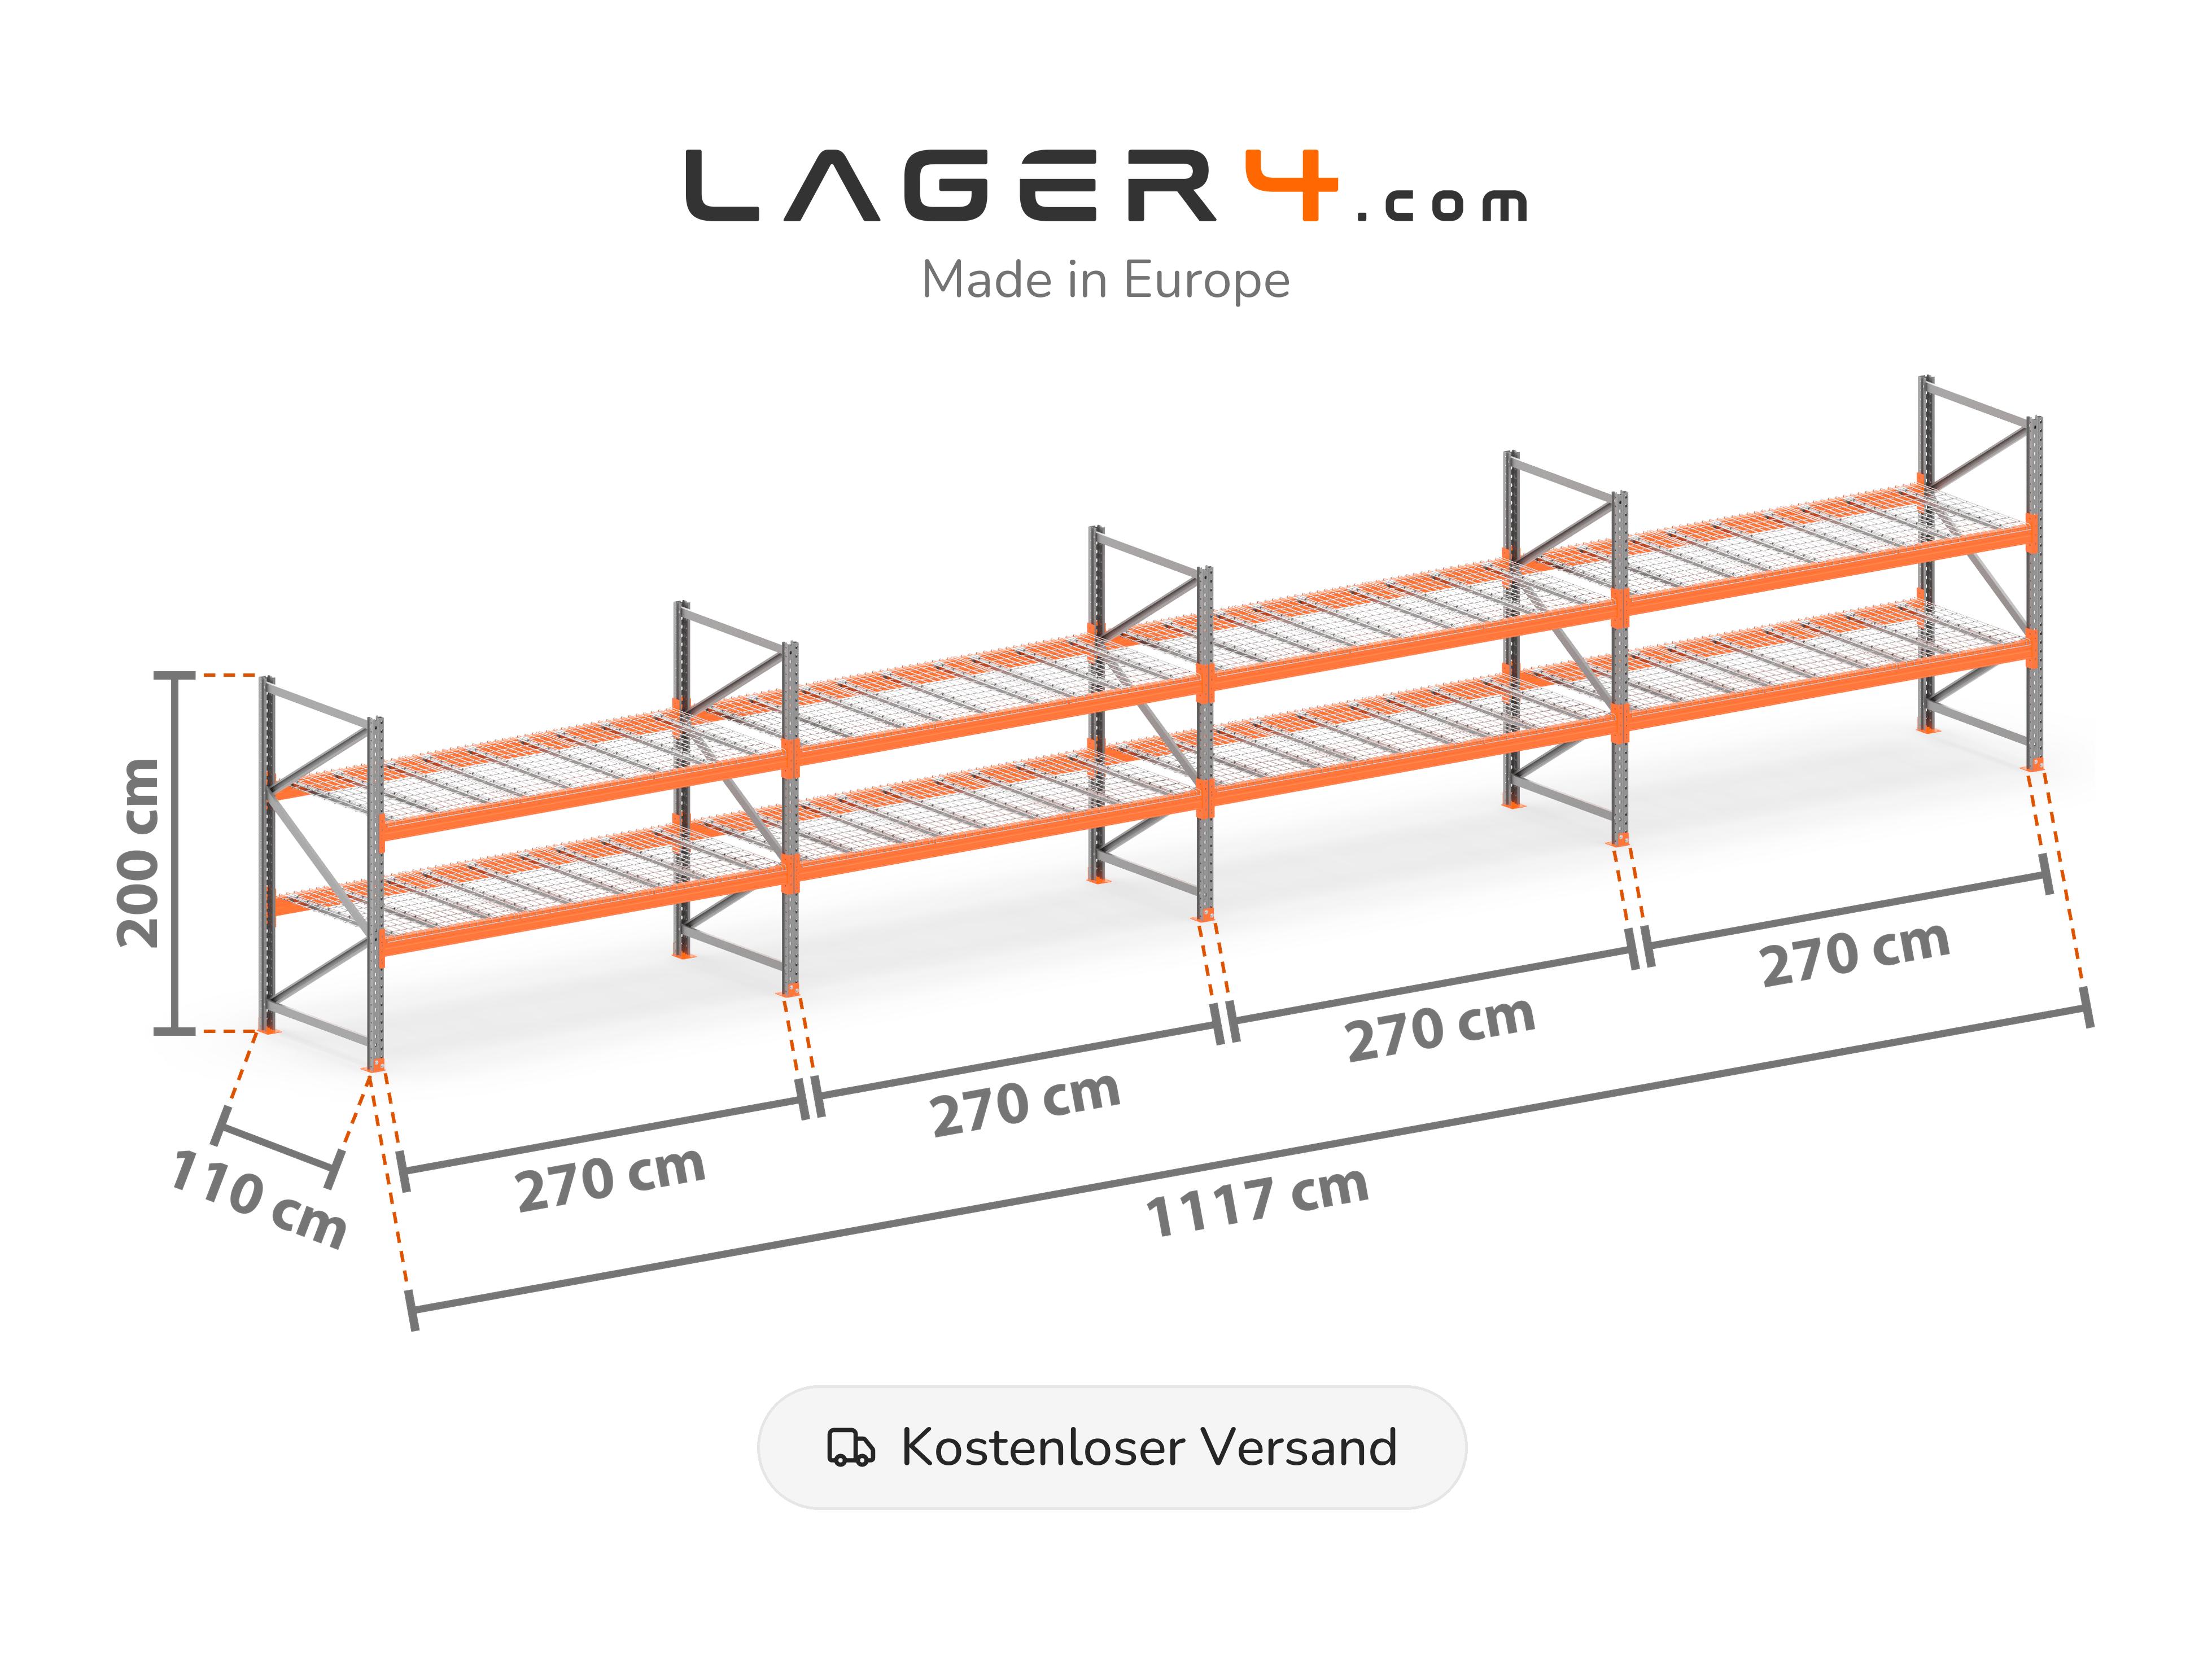 LAGER4.com
Made in Europe
200 cm
110 cm
270 cm
270 cm
270 cm
270 cm
1117 cm
Kostenloser Versand